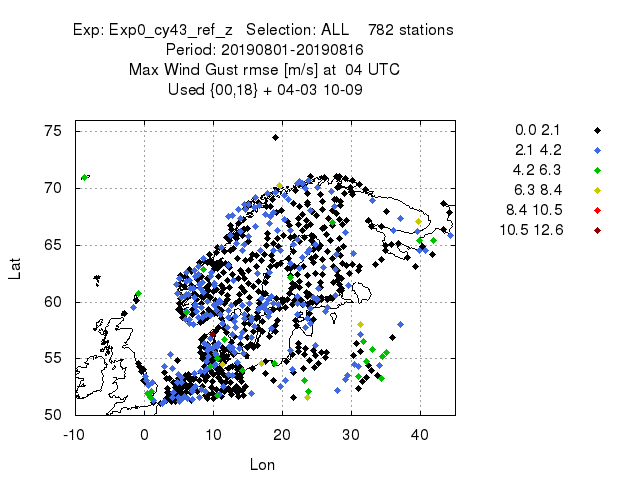 Exp: Exp0_cy43_ref_z Selection: ALL 782 stations
Period: 20190801-20190816
Max Wind Gust rmse [m/s] at 04 UTC
Used {00,18} + 04-03 10-09
75
70
65
60
55
50
Lat
-10 0 10 20 30 40
Lon
0.0 2.1
2.1 4.2
4.2 6.3
6.3 8.4
8.4 10.5
10.5 12.6